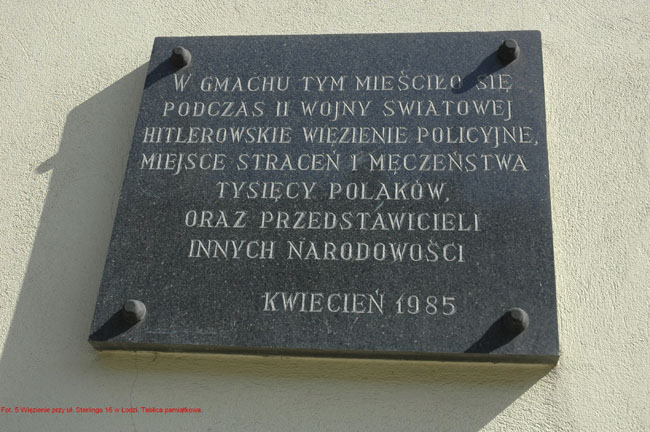 W GMACHU TYM MIEŚCIŁO SIĘ
PODCZAS II WOJNY ŚWIATOWEJ
HITLEROWSKIE WIĘZIENIE POLICYJNE,
MIEJSCE STRACEŃ I MĘCZEŃSTWA
TYSIĘCY POLAKÓW,
ORAZ PRZEDSTAWICIELI
INNYCH NARODOWOŚCI
KWIECIEŃ 1985
Fot. 5 Więzienie przy ul. Sterlinga 16 w Łodzi. Tablica pamiątkowa.